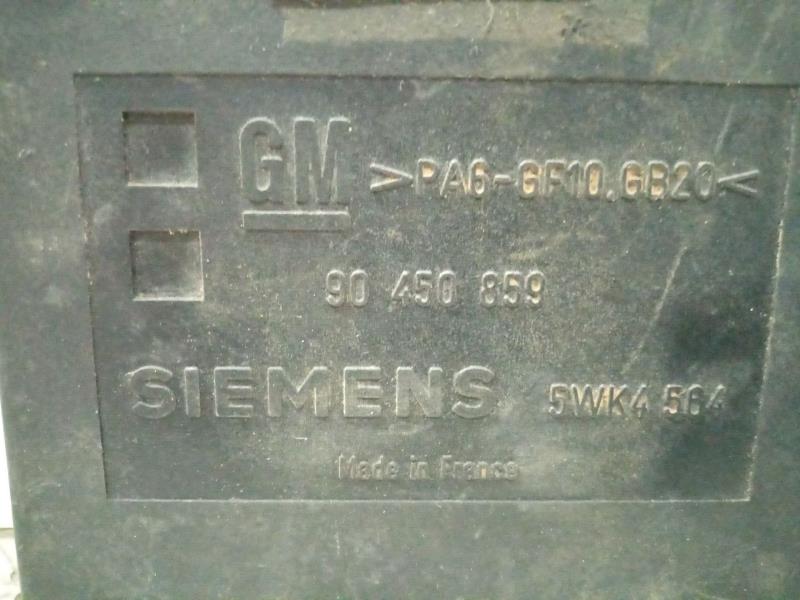 GM >PA6-GF10.GB20<
90 450 859
SIEMENS 5WK4 564
Made in France